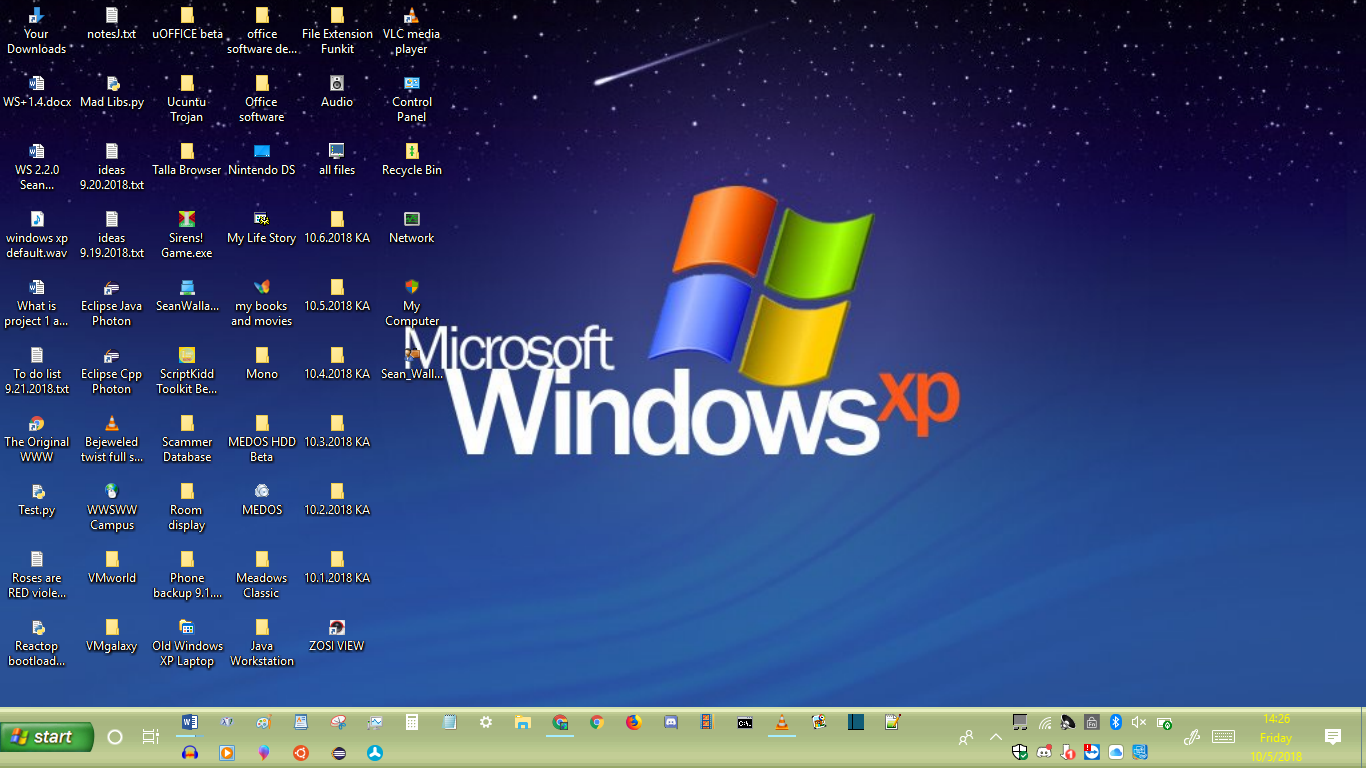 Your
Downloads
notesJ.txt
uOFFICE beta
office
software de...
File Extension
Funkit
VLC media
player
WS+1.4.docx
Mad Libs.py
Ucuntu
Trojan
Office
software
Audio
Control
Panel
WS 2.2.0
Sean...
ideas
9.20.2018.txt
Talla Browser
Nintendo DS
all files
Recycle Bin
windows xp
default.wav
ideas
9.19.2018.txt
Sirens!
Game.exe
My Life Story
10.6.2018 KA
Network
What is
project 1 a...
Eclipse Java
Photon
SeanWalla...
my books
and movies
10.5.2018 KA
My
Computer
To do list
9.21.2018.txt
Eclipse Cpp
Photon
ScriptKidd
Toolkit Be...
Mono
10.4.2018 KA
Sean_Wall...
The Original
WWW
Bejeweled
twist full s...
Scammer
Database
MEDOS HDD
Beta
10.3.2018 KA
Test.py
WWSWW
Campus
Room
display
MEDOS
10.2.2018 KA
Roses are
RED viole...
VMworld
Phone
backup 9.1....
Meadows
Classic
10.1.2018 KA
Reactop
bootload...
VMgalaxy
Old Windows
XP Laptop
Java
Workstation
ZOSI VIEW
Microsoft
Windows xp
start
14:26
Friday
10/5/2018